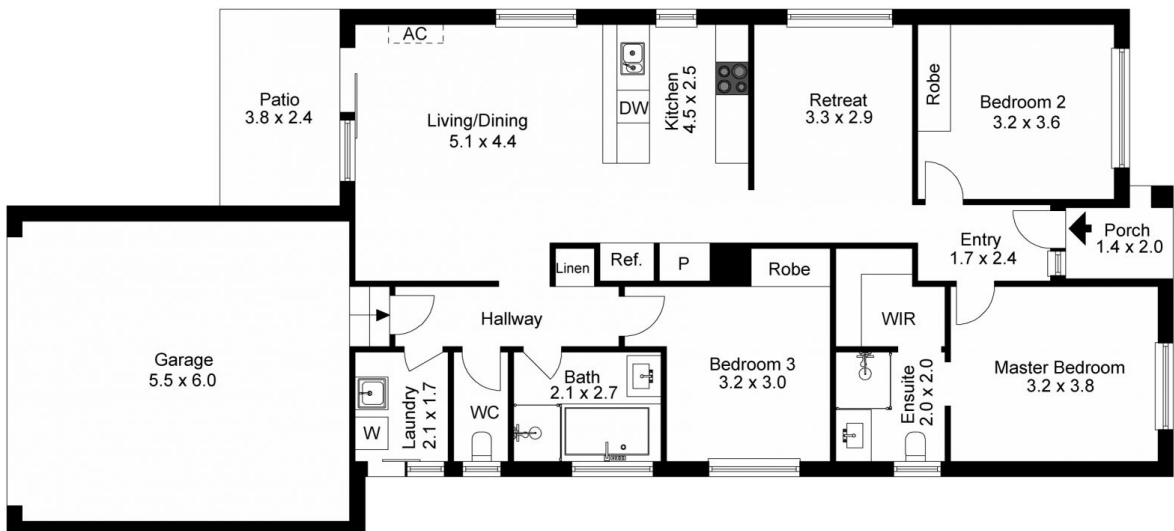 AC
Patio
3.8 x 2.4
Living/Dining
5.1 x 4.4
DW
Kitchen
4.5 x 2.5
Retreat
3.3 x 2.9
Robe
Bedroom 2
3.2 x 3.6
Entry
1.7 x 2.4
Porch
1.4 x 2.0
Linen
Ref.
P
Robe
Hallway
WIR
Garage
5.5 x 6.0
W
Laundry
2.1 x 1.7
WC
Bath
2.1 x 2.7
Bedroom 3
3.2 x 3.0
Ensuite
2.0 x 2.0
Master Bedroom
3.2 x 3.8